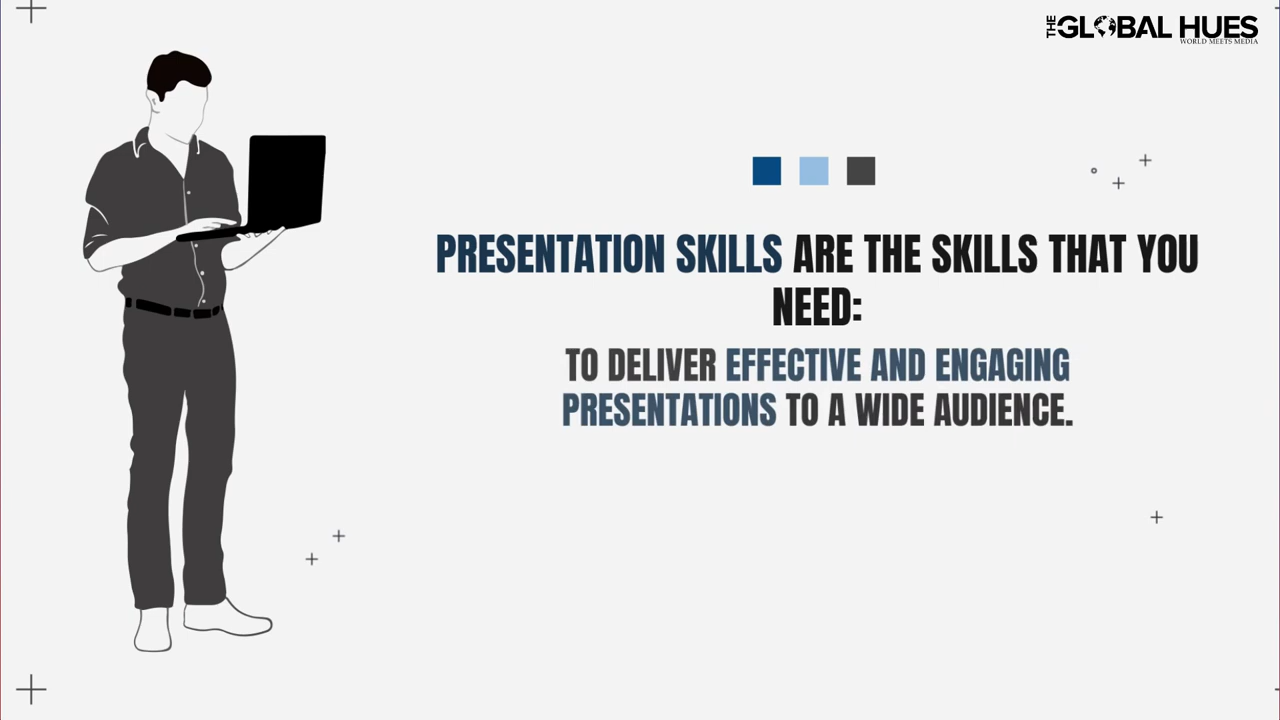 THE GLOBAL HUES
WORLD MEETS MEDIA
PRESENTATION SKILLS ARE THE SKILLS THAT YOU
NEED:
TO DELIVER EFFECTIVE AND ENGAGING
PRESENTATIONS TO A WIDE AUDIENCE.